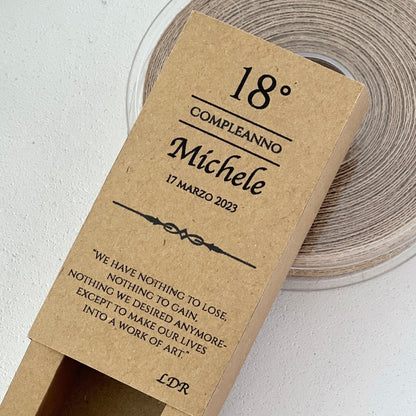 18°
COMPLEANNO
Michele
17 MARZO 2023
"WE HAVE NOTHING TO LOSE,
NOTHING TO GAIN,
NOTHING WE DESIRED ANYMORE-
EXCEPT TO MAKE OUR LIVES
INTO A WORK OF ART."
LDR